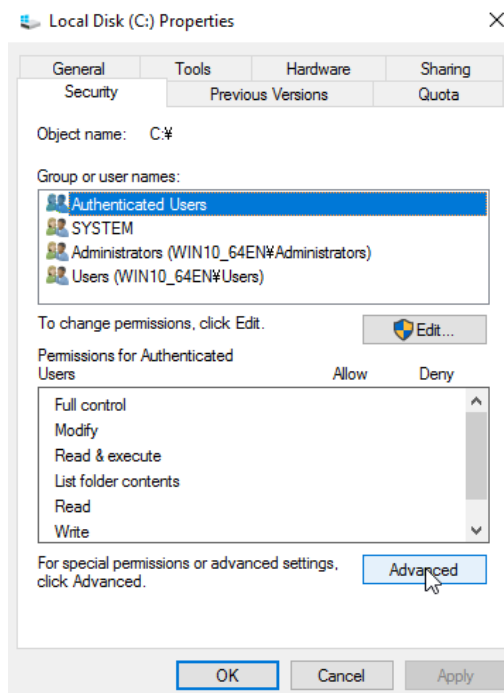 Local Disk (C:) Properties
General Tools Hardware Sharing
Security Previous Versions Quota
Object name: C:¥
Group or user names:
Authenticated Users
SYSTEM
Administrators (WIN10_64EN¥Administrators)
Users (WIN10_64EN¥Users)
To change permissions, click Edit.
Edit...
Permissions for Authenticated
Users Allow Deny
Full control
Modify
Read & execute
List folder contents
Read
Write
For special permissions or advanced settings,
click Advanced.
Advanced
OK Cancel Apply